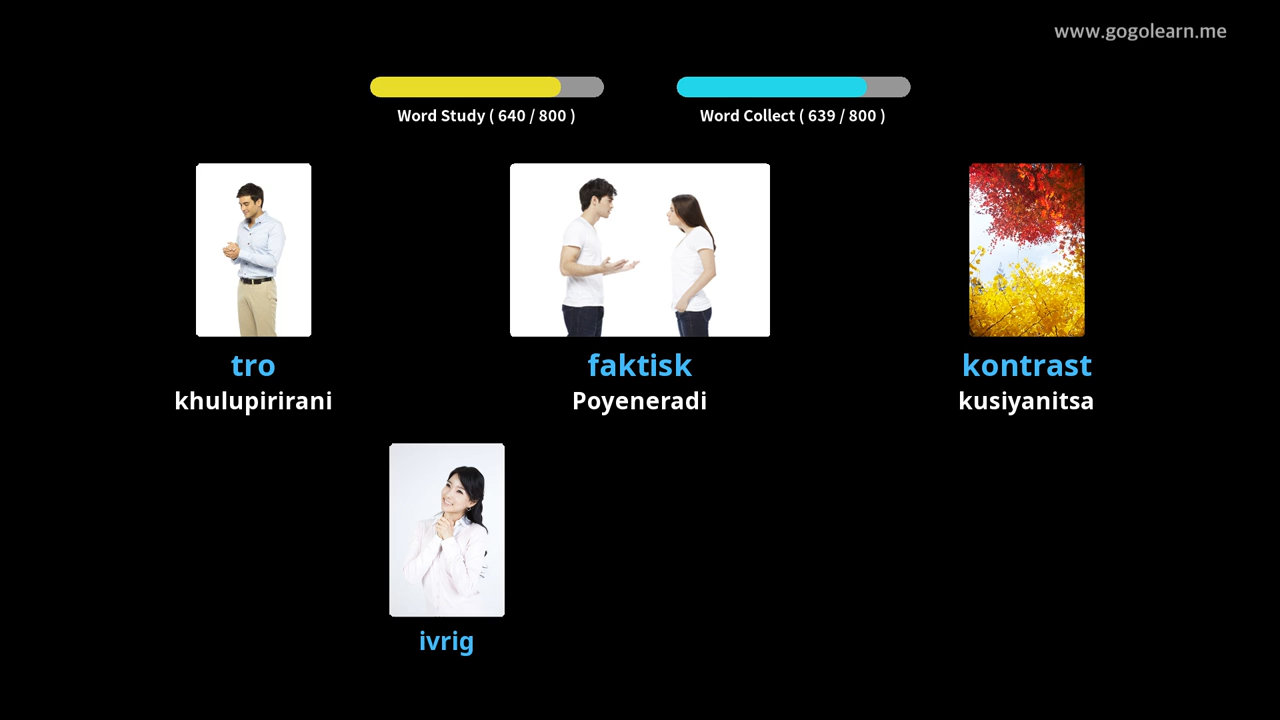 www.gogolearn.me
Word Study ( 640 / 800 )
Word Collect ( 639 / 800 )
tro
khulupirirani
faktisk
Poyeneradi
kontrast
kusiyanitsa
ivrig